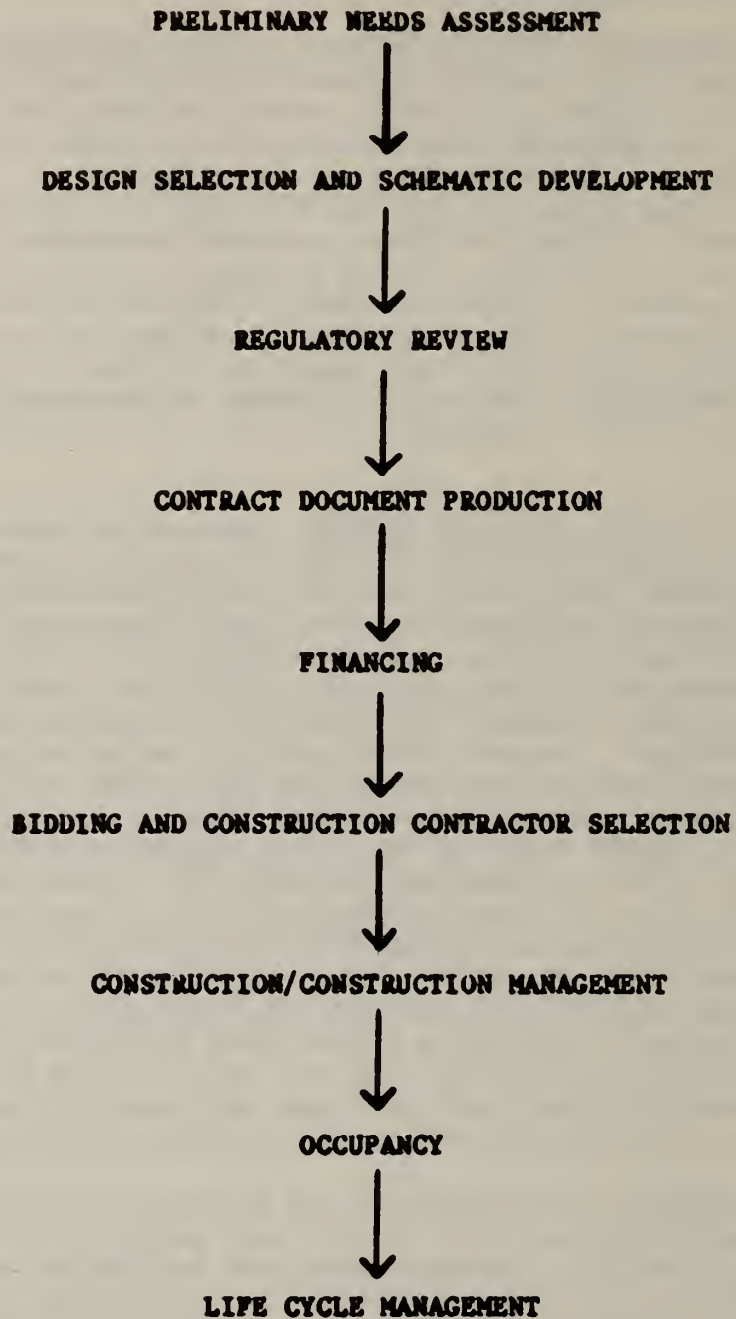 PRELIMINARY NEEDS ASSESSMENT
DESIGN SELECTION AND SCHEMATIC DEVELOPMENT
REGULATORY REVIEW
CONTRACT DOCUMENT PRODUCTION
FINANCING
BIDDING AND CONSTRUCTION CONTRACTOR SELECTION
CONSTRUCTION/CONSTRUCTION MANAGEMENT
OCCUPANCY
LIFE CYCLE MANAGEMENT